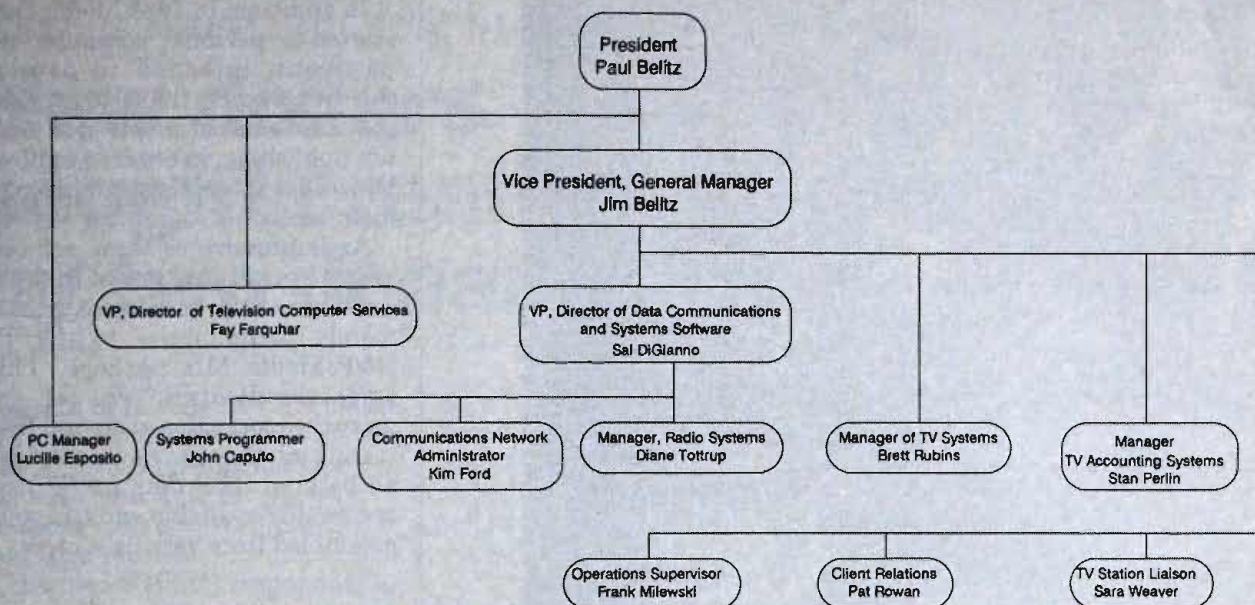 President
Paul Belitz
Vice President, General Manager
Jim Belitz
VP, Director of Television Computer Services
Fay Farquhar
VP, Director of Data Communications
and Systems Software
Sal DiGianno
PC Manager
Lucille Esposito
Systems Programmer
John Caputo
Communications Network
Administrator
Kim Ford
Manager, Radio Systems
Diane Tottrup
Manager of TV Systems
Brett Rubins
Manager
TV Accounting Systems
Stan Perlin
Operations Supervisor
Frank Milewski
Client Relations
Pat Rowan
TV Station Liaison
Sara Weaver